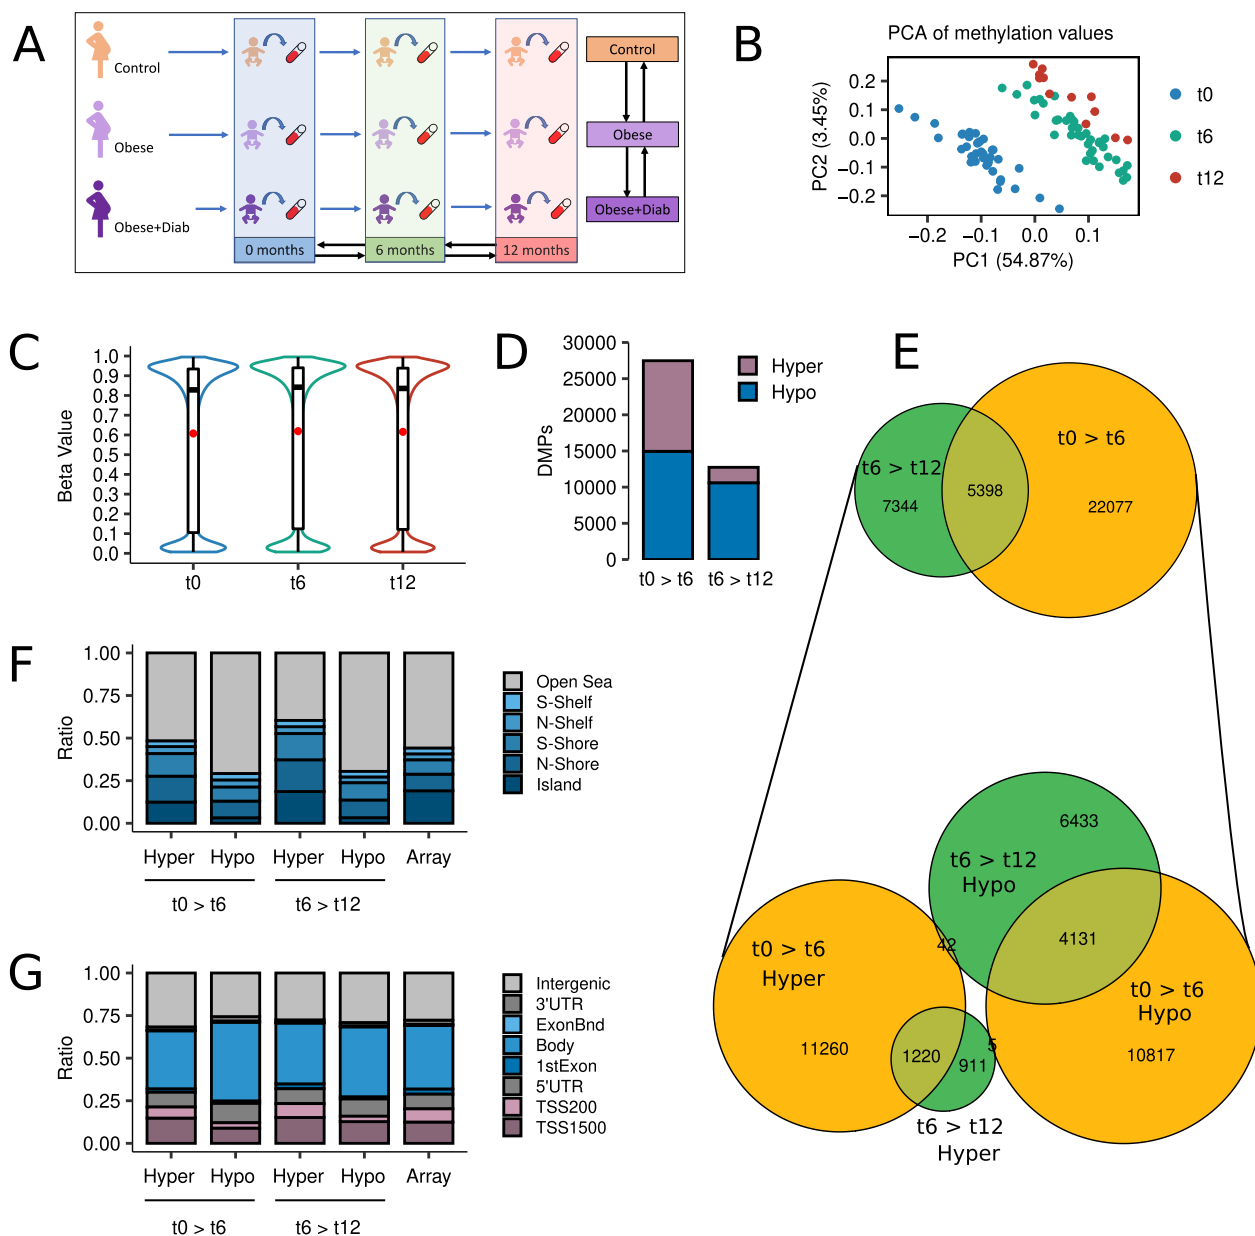 A
Control
Obese
Obese+Diab
0 months
6 months
12 months
Control
Obese
Obese+Diab
B
PCA of methylation values
PC2 (3.45%)
0.2
0.1
0.0
−0.1
−0.2
−0.2
−0.1
0.0
0.1
PC1 (54.87%)
t0
t6
t12
C
Beta Value
1.0
0.9
0.8
0.7
0.6
0.5
0.4
0.3
0.2
0.1
0.0
t0
t6
t12
D
DMPs
30000
25000
20000
15000
10000
5000
0
t0 > t6
t6 > t12
Hyper
Hypo
E
t0 > t6
t6 > t12
7344
5398
22077
6433
t6 > t12
Hypo
4131
42
t0 > t6
Hyper
t0 > t6
Hypo
11260
1220
911
5
10817
t6 > t12
Hyper
F
Ratio
1.00
0.75
0.50
0.25
0.00
Hyper
Hypo
Hyper
Hypo
Array
t0 > t6
t6 > t12
Open Sea
S-Shelf
N-Shelf
S-Shore
N-Shore
Island
G
Ratio
1.00
0.75
0.50
0.25
0.00
Hyper
Hypo
Hyper
Hypo
Array
t0 > t6
t6 > t12
Intergenic
3'UTR
ExonBnd
Body
1stExon
5'UTR
TSS200
TSS1500